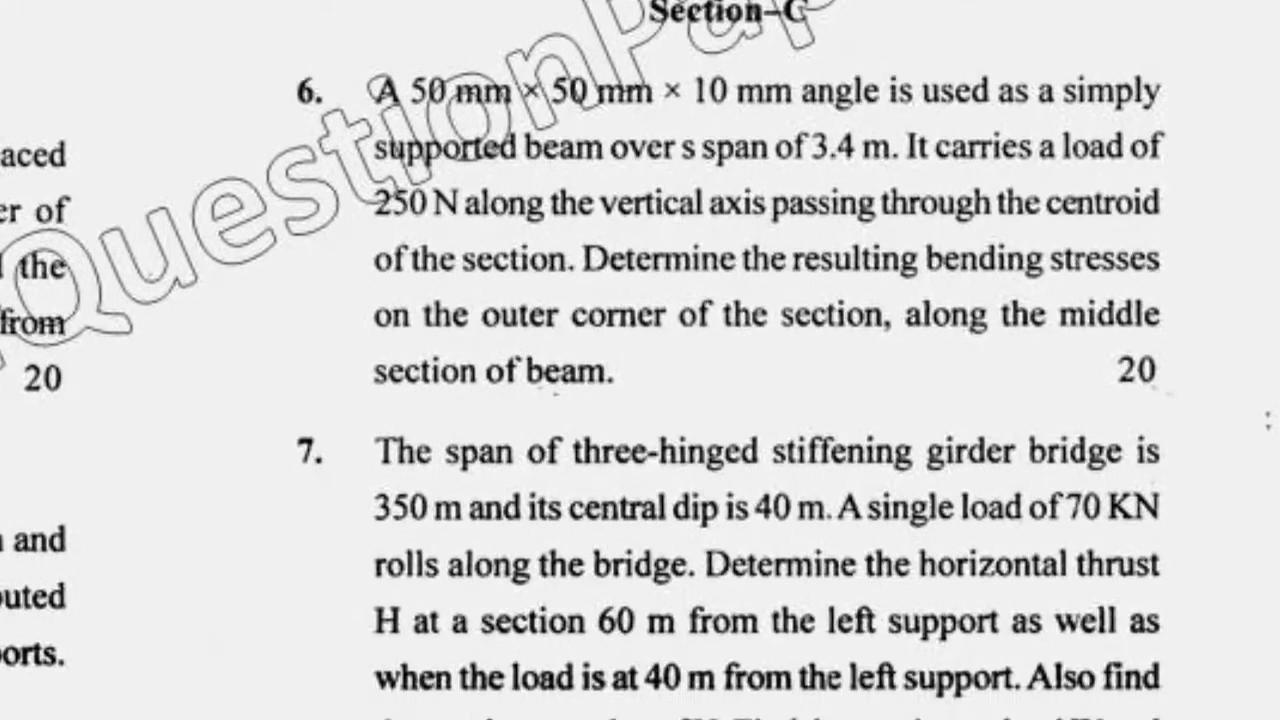 Section–C
6. A 50 mm × 50 mm × 10 mm angle is used as a simply
supported beam over s span of 3.4 m. It carries a load of
250 N along the vertical axis passing through the centroid
of the section. Determine the resulting bending stresses
on the outer corner of the section, along the middle
section of beam. 20
7. The span of three-hinged stiffening girder bridge is
350 m and its central dip is 40 m. A single load of 70 KN
rolls along the bridge. Determine the horizontal thrust
H at a section 60 m from the left support as well as
when the load is at 40 m from the left support. Also find
aced
er of
the
from
20
and
outed
orts.
QuestionPap